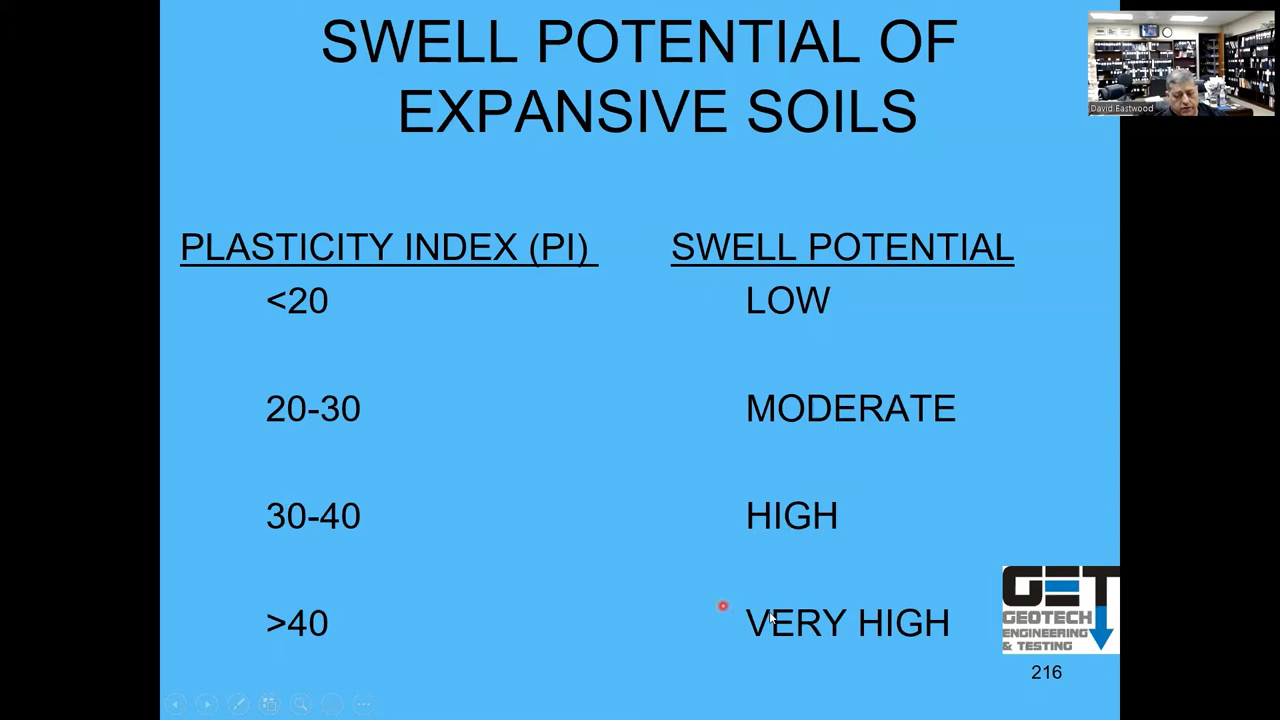 SWELL POTENTIAL OF
EXPANSIVE SOILS
David Eastwood
PLASTICITY INDEX (PI) SWELL POTENTIAL
<20 LOW
20-30 MODERATE
30-40 HIGH
>40 VERY HIGH
GET
GEOTECH
ENGINEERING
& TESTING
216